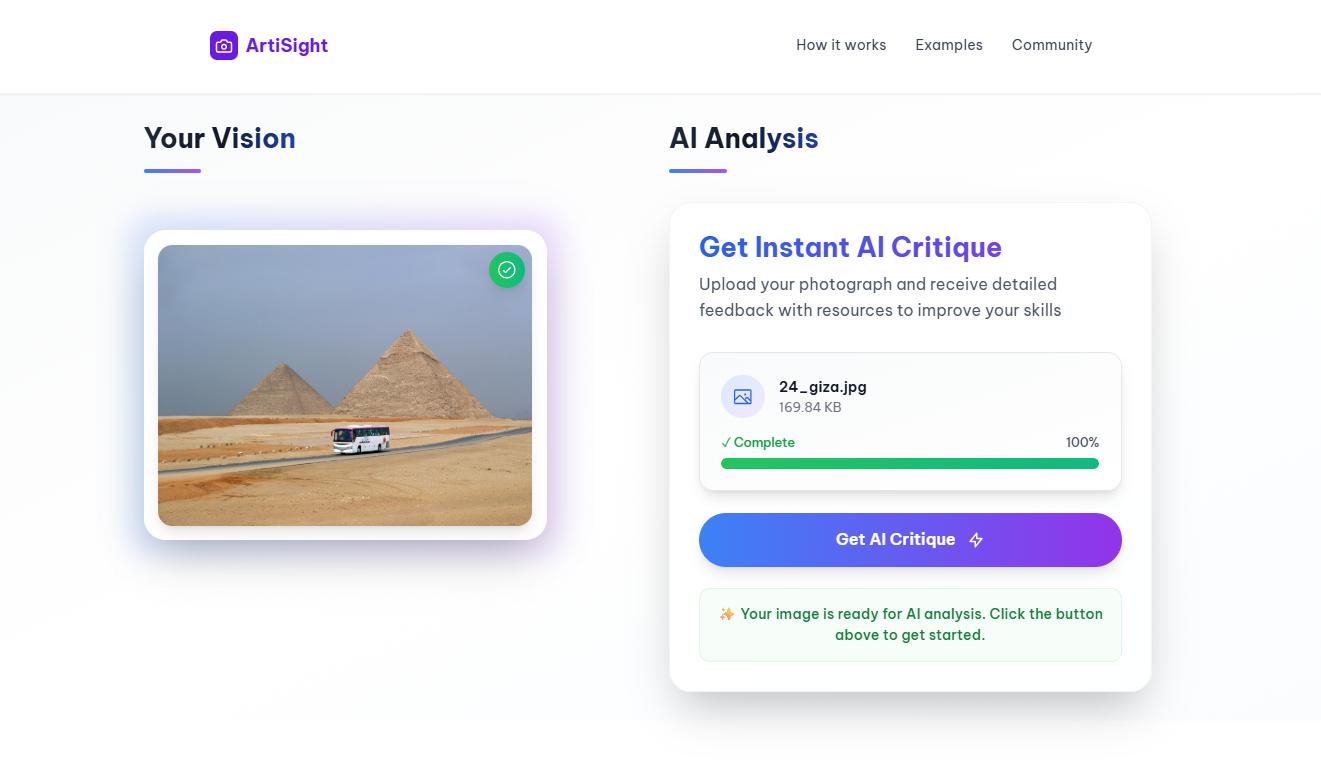 ArtiSight
How it works
Examples
Community
Your Vision
AI Analysis
Get Instant AI Critique
Upload your photograph and receive detailed
feedback with resources to improve your skills
24_giza.jpg
169.84 KB
✓ Complete
100%
Get AI Critique
✨ Your image is ready for AI analysis. Click the button
above to get started.